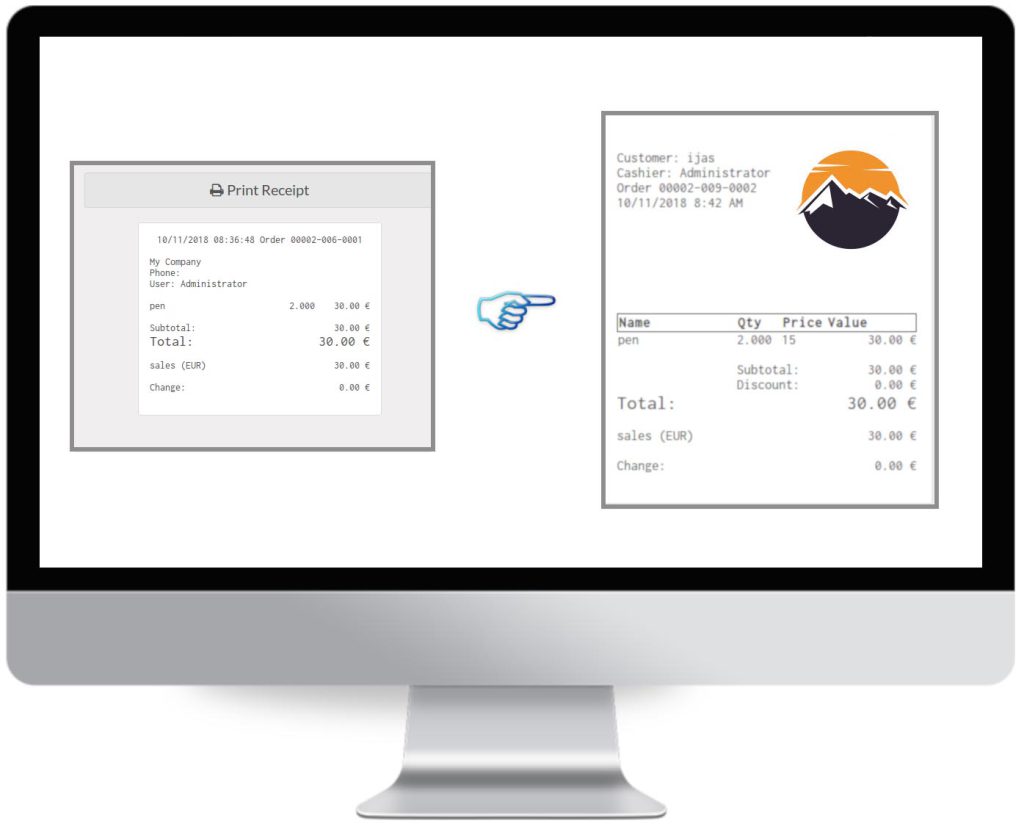 Print Receipt
10/11/2018 08:36:48 Order 00002-006-0001
My Company
Phone:
User: Administrator
pen 2.000 30.00 €
Subtotal: 30.00 €
Total: 30.00 €
sales (EUR) 30.00 €
Change: 0.00 €
Customer: ijas
Cashier: Administrator
Order 00002-009-0002
10/11/2018 8:42 AM
Name Qty Price Value
pen 2.000 15 30.00 €
Subtotal: 30.00 €
Discount: 0.00 €
Total: 30.00 €
sales (EUR) 30.00 €
Change: 0.00 €